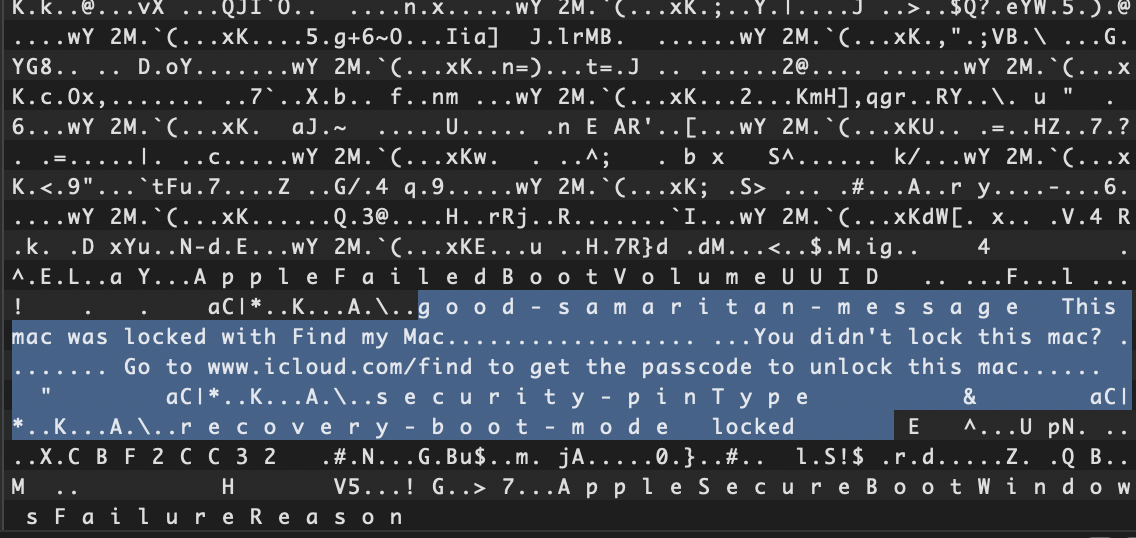 K.k..@...vX ...QJI`O..  ....n.x.....wY 2M.`(...xK.;..Y.|....J  ..>..$Q?.eYW.5.).@
....wY 2M.`(...xK....5.g+6~O...Iia]  J.lrMB.  ......wY 2M.`(...xK.,".;VB.\ ...G.
YG8.. .. D.oY.......wY 2M.`(...xK..n=)...t=.J .. ......2@.... ......wY 2M.`(...x
K.c.Ox,....... ..7`..X.b.. f..nm ...wY 2M.`(...xK...2...KmH],qgr..RY..\. u "  .
6...wY 2M.`(...xK.  aJ.~  .....U..... .n E AR'..[...wY 2M.`(...xKU.. .=..HZ..7.?
. .=.....|. ..c.....wY 2M.`(...xKw.  . ..^;   . b x   S^...... k/...wY 2M.`(...x
K.<.9"...`tFu.7....Z ..G/.4 q.9.....wY 2M.`(...xK; .S> ... .#...A..r y....-...6.
....wY 2M.`(...xK......Q.3@....H..rRj..R.......`I...wY 2M.`(...xKdW[. x.. .V.4 R
.k. .D xYu..N-d.E...wY 2M.`(...xKE...u ..H.7R}d .dM...<..$.M.ig..    4         .
^.E.L..a Y...A p p l e F a i l e d B o o t V o l u m e U U I D   .. ...F...l ...
!    .   .    aC|*..K...A.\..g o o d - s a m a r i t a n - m e s s a g e   This
mac was locked with Find my Mac.................. ...You didn't lock this mac? .
....... Go to www.icloud.com/find to get the passcode to unlock this mac......
  "        aC|*..K...A.\..s e c u r i t y - p i n T y p e           &        aC|
*..K...A.\..r e c o v e r y - b o o t - m o d e   locked        E   ^...U pN. ..
..X.C B F 2 C C 3 2   .#.N...G.Bu$..m. jA.....0.}..#..  l.S!$ .r.d.....Z. .Q B..
M  ..          H       V5...! G..> 7...A p p l e S e c u r e B o o t W i n d o w
 s F a i l u r e R e a s o n